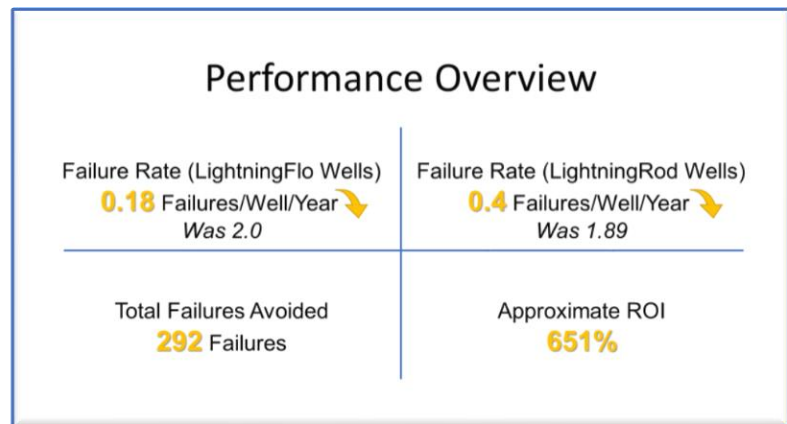 Performance Overview
Failure Rate (LightningFlo Wells)
0.18 Failures/Well/Year
Was 2.0
Failure Rate (LightningRod Wells)
0.4 Failures/Well/Year
Was 1.89
Total Failures Avoided
292 Failures
Approximate ROI
651%